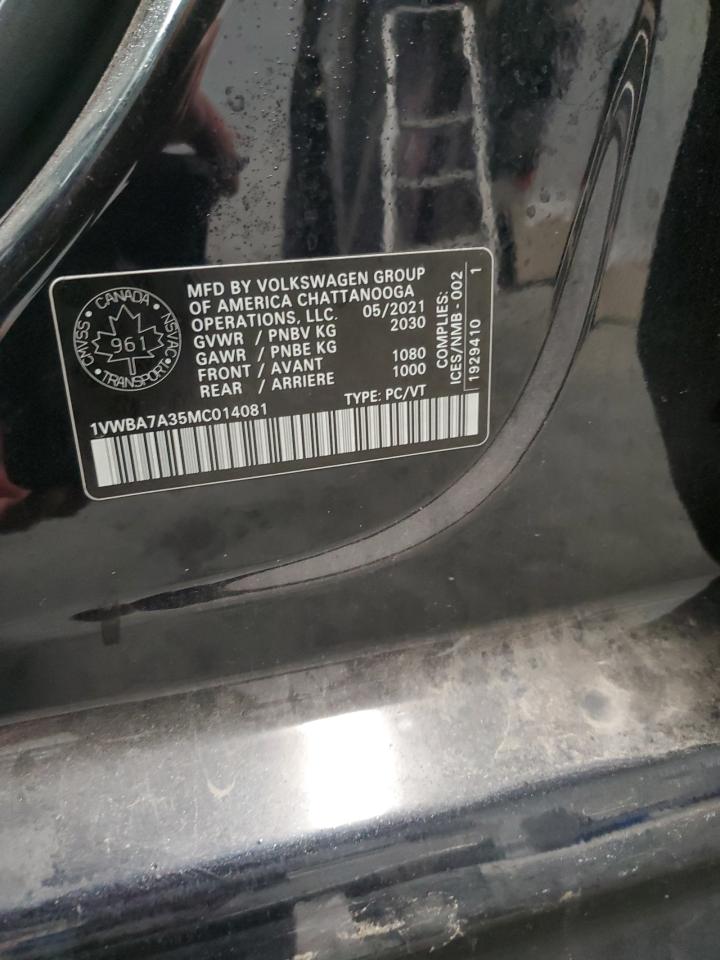 CANADA
961
CMVSS
NSVAC
TRANSPORT
MFD BY VOLKSWAGEN GROUP
OF AMERICA CHATTANOOGA
OPERATIONS, LLC. 05/2021
GVWR / PNBV KG 2030
GAWR / PNBE KG
FRONT / AVANT 1080
REAR / ARRIERE 1000
TYPE: PC/VT
1VWBA7A35MC014081
COMPLIES:
ICES/NMB - 002
1929410 1